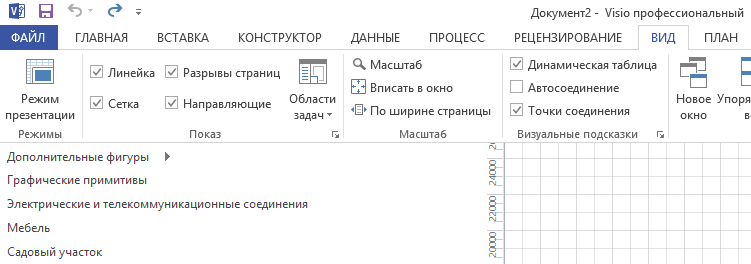 Документ2 - Visio профессиональный
ФАЙЛ ГЛАВНАЯ ВСТАВКА КОНСТРУКТОР ДАННЫЕ ПРОЦЕСС РЕЦЕНЗИРОВАНИЕ ВИД ПЛАН
Режим презентации
Режимы
Линейка Разрывы страниц
Сетка Направляющие
Области задач
Показ
Масштаб
Вписать в окно
По ширине страницы
Масштаб
Динамическая таблица
Автосоединение
Точки соединения
Визуальные подсказки
Новое окно
Упоря
Дополнительные фигуры
Графические примитивы
Электрические и телекоммуникационные соединения
Мебель
Садовый участок
24000
22000
20000